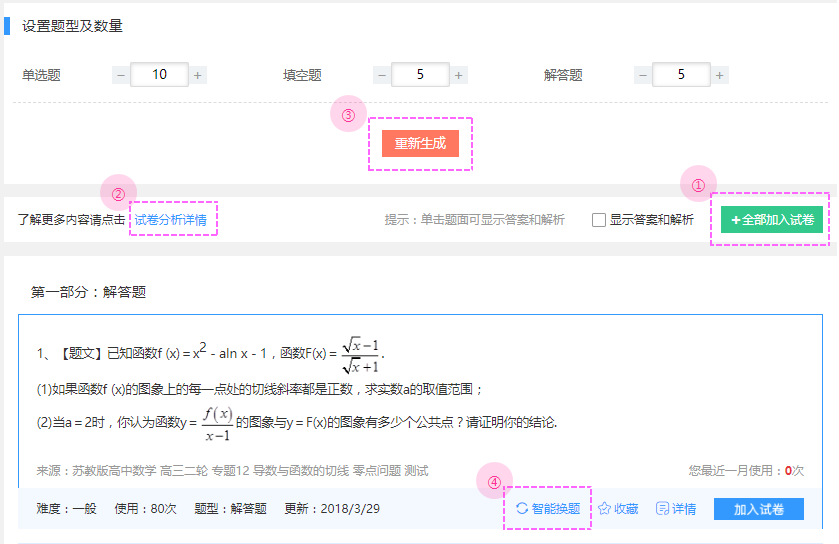 设置题型及数量
单选题 − 10 + 填空题 − 5 + 解答题 − 5 +
③
重新生成
①
②
了解更多内容请点击 试卷分析详情 提示：单击题面可显示答案和解析 显示答案和解析 +全部加入试卷
第一部分：解答题
1、【题文】已知函数f (x)＝x² - aln x - 1，函数F(x)＝(√x−1)/(√x+1).
(1)如果函数f (x)的图象上的每一点处的切线斜率都是正数，求实数a的取值范围；
(2)当a＝2时，你认为函数y＝f(x)/(x−1)的图象与y＝F(x)的图象有多少个公共点？请证明你的结论.
来源：苏教版高中数学 高三二轮 专题12 导数与函数的切线 零点问题 测试 您最近一月使用：0次
④
难度：一般 使用：80次 题型：解答题 更新：2018/3/29 智能换题 收藏 详情 加入试卷